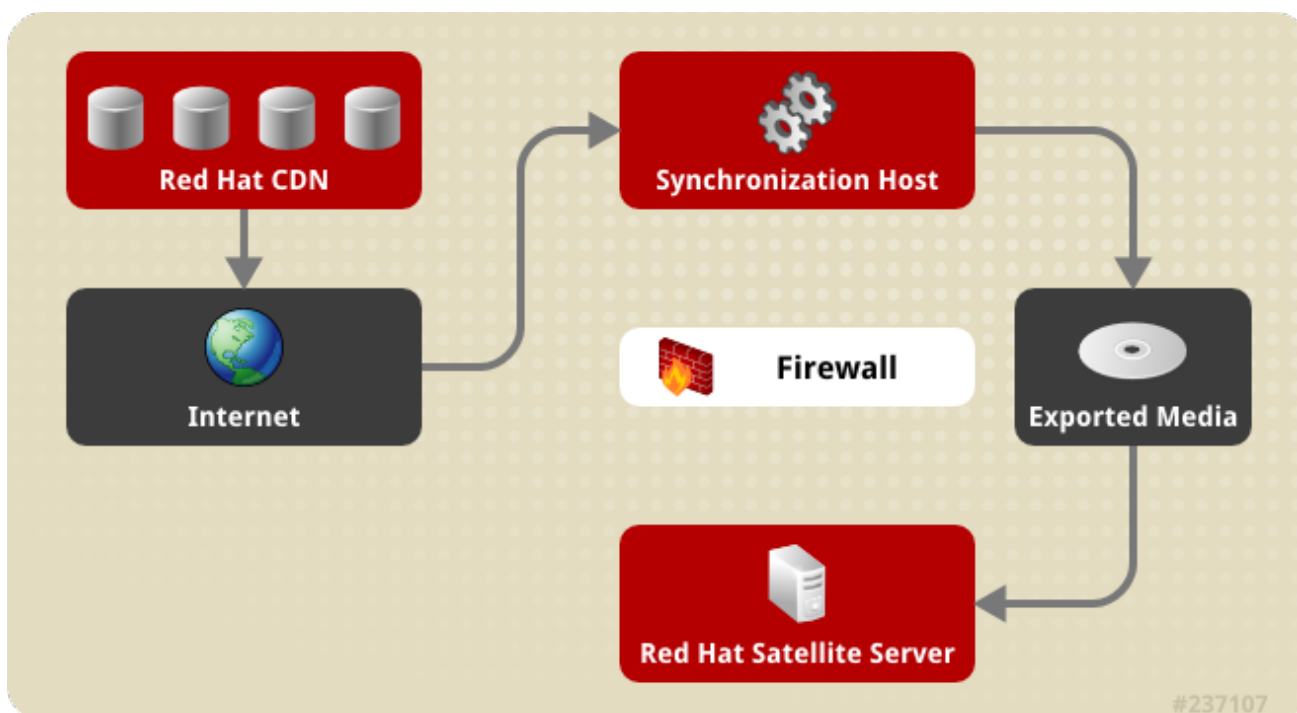 Red Hat CDN
Synchronization Host
Internet
Firewall
Exported Media
Red Hat Satellite Server
#237107